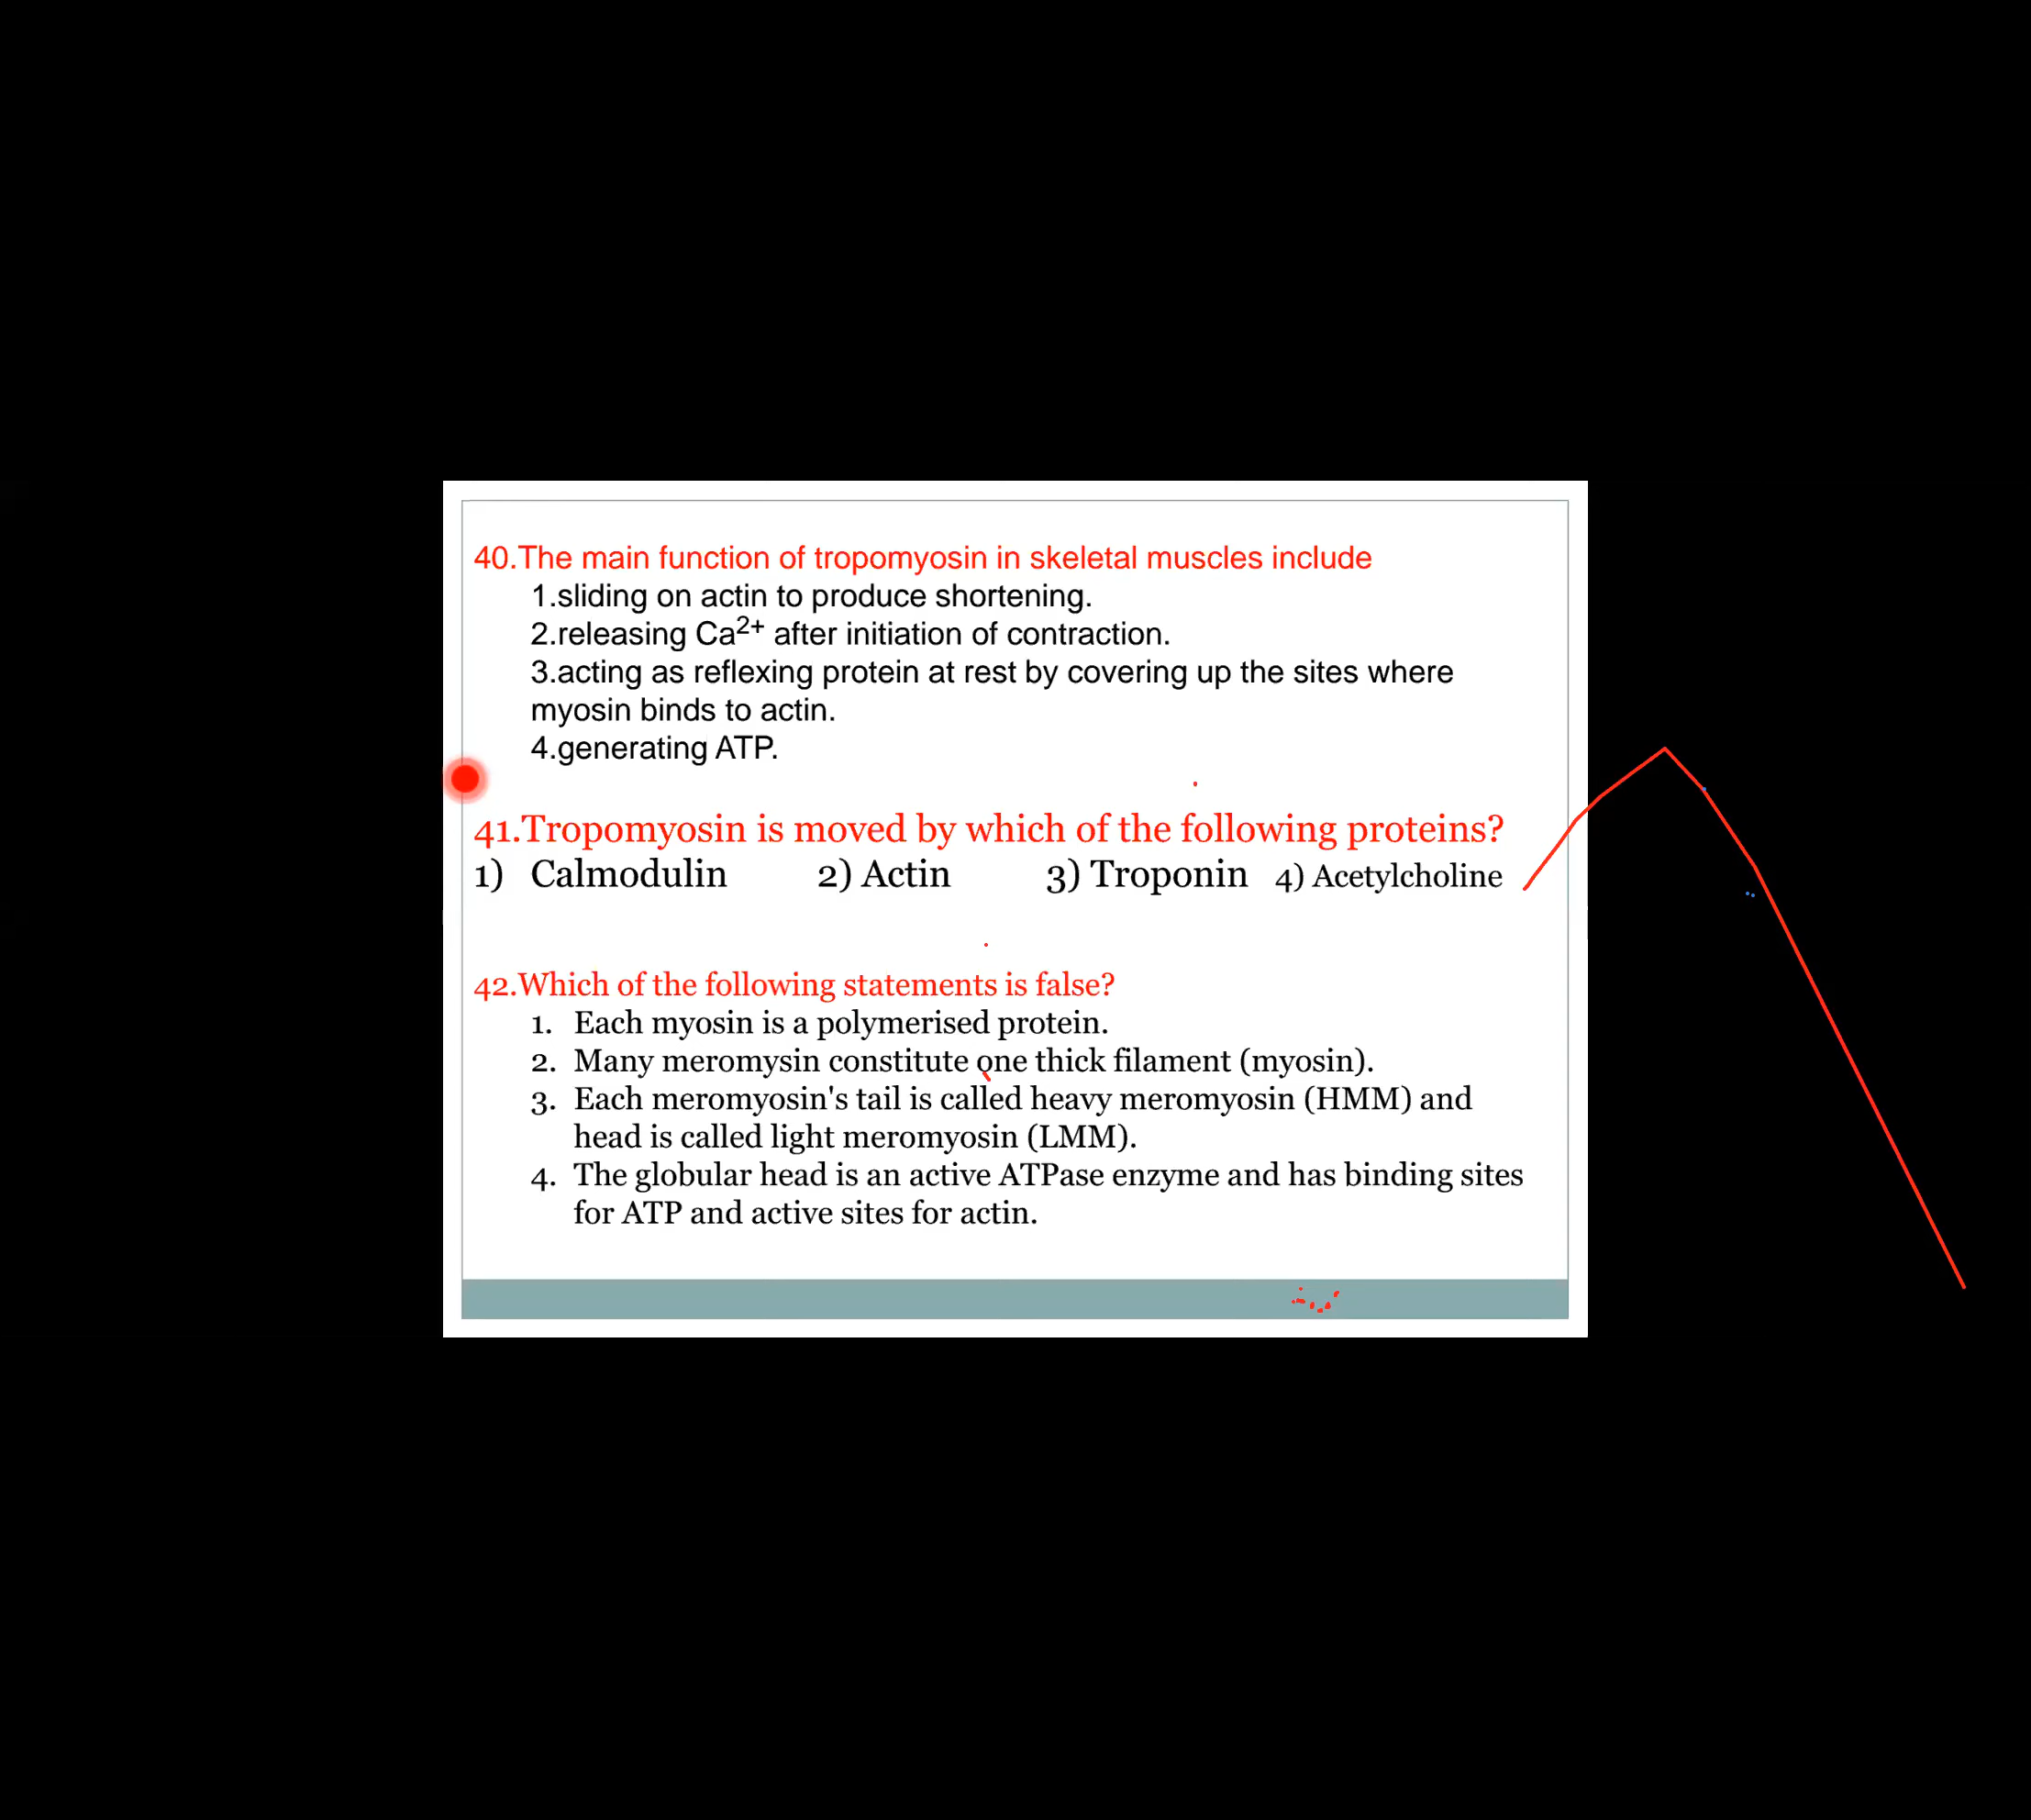 40.The main function of tropomyosin in skeletal muscles include
1.sliding on actin to produce shortening.
2.releasing Ca2+ after initiation of contraction.
3.acting as reflexing protein at rest by covering up the sites where
myosin binds to actin.
4.generating ATP.
41.Tropomyosin is moved by which of the following proteins?
1) Calmodulin 2) Actin 3) Troponin 4) Acetylcholine
42.Which of the following statements is false?
1. Each myosin is a polymerised protein.
2. Many meromysin constitute one thick filament (myosin).
3. Each meromyosin's tail is called heavy meromyosin (HMM) and
head is called light meromyosin (LMM).
4. The globular head is an active ATPase enzyme and has binding sites
for ATP and active sites for actin.